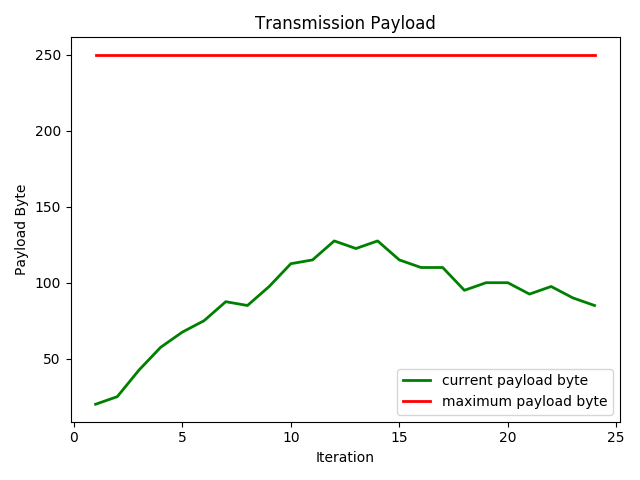 Transmission Payload
250
200
150
100
50
Payload Byte
0
5
10
15
20
25
Iteration
current payload byte
maximum payload byte